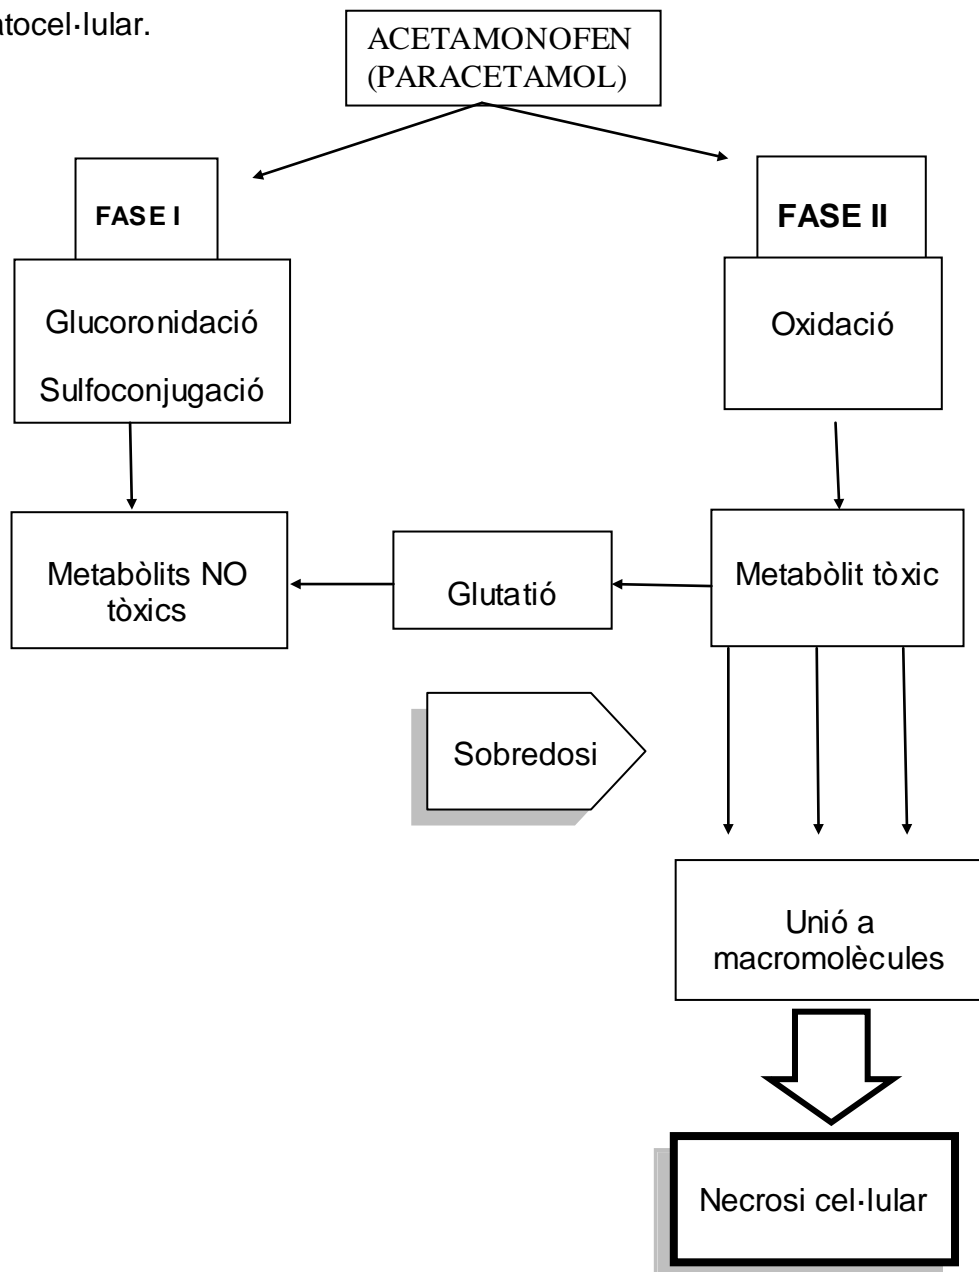 atocel·lular.
ACETAMONOFEN
(PARACETAMOL)
FASE I
FASE II
Glucoronidació
Sulfoconjugació
Oxidació
Metabòlits NO
tòxics
Glutatió
Metabòlit tòxic
Sobredosi
Unió a
macromolècules
Necrosi cel·lular